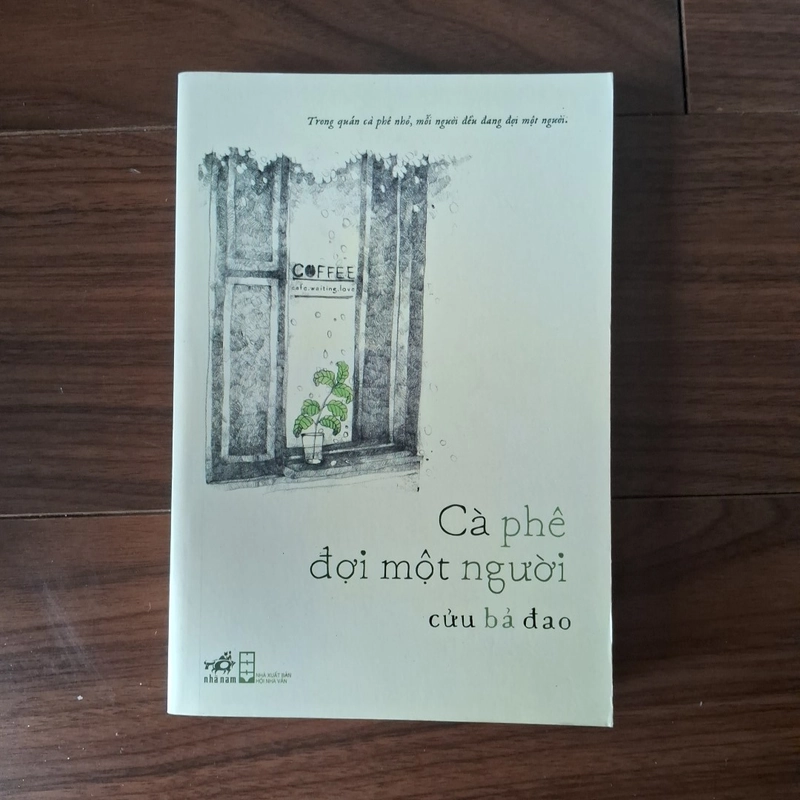 Trong quán cà phê nhỏ, mỗi người đều đang đợi một người.
COFFEE
cafe.waiting.love
Cà phê
đợi một người
cửu bả đao
nhã nam
NHÀ XUẤT BẢN
HỘI NHÀ VĂN